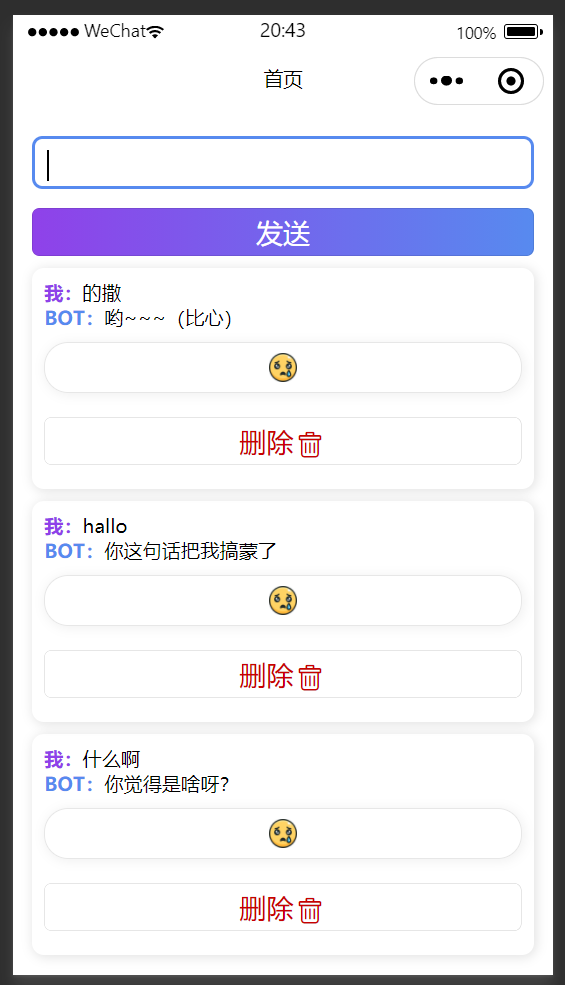 WeChat 20:43 100%
首页
发送
我：的撒
BOT：哟~~~（比心）
删除
我：hallo
BOT：你这句话把我搞蒙了
删除
我：什么啊
BOT：你觉得是啥呀？
删除